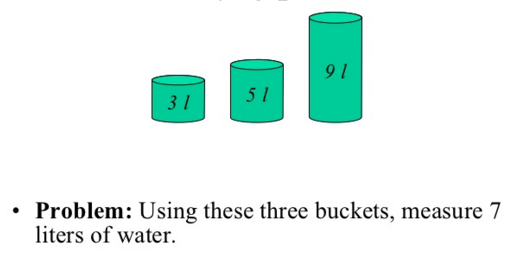 3 l
5 l
9 l
• Problem: Using these three buckets, measure 7
liters of water.